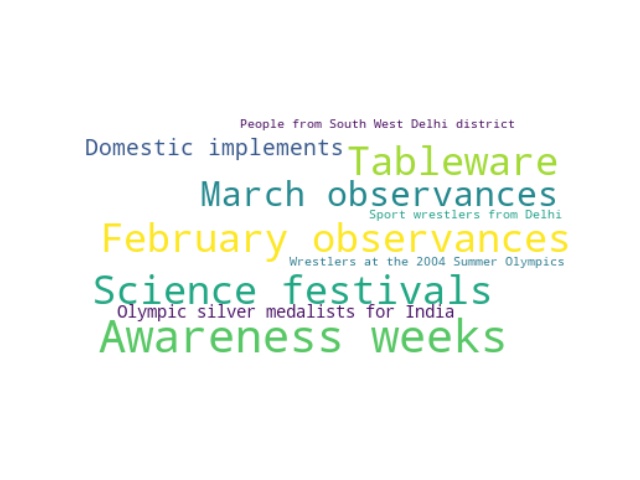 People from South West Delhi district
Domestic implements
Tableware
March observances
Sport wrestlers from Delhi
February observances
Wrestlers at the 2004 Summer Olympics
Science festivals
Olympic silver medalists for India
Awareness weeks